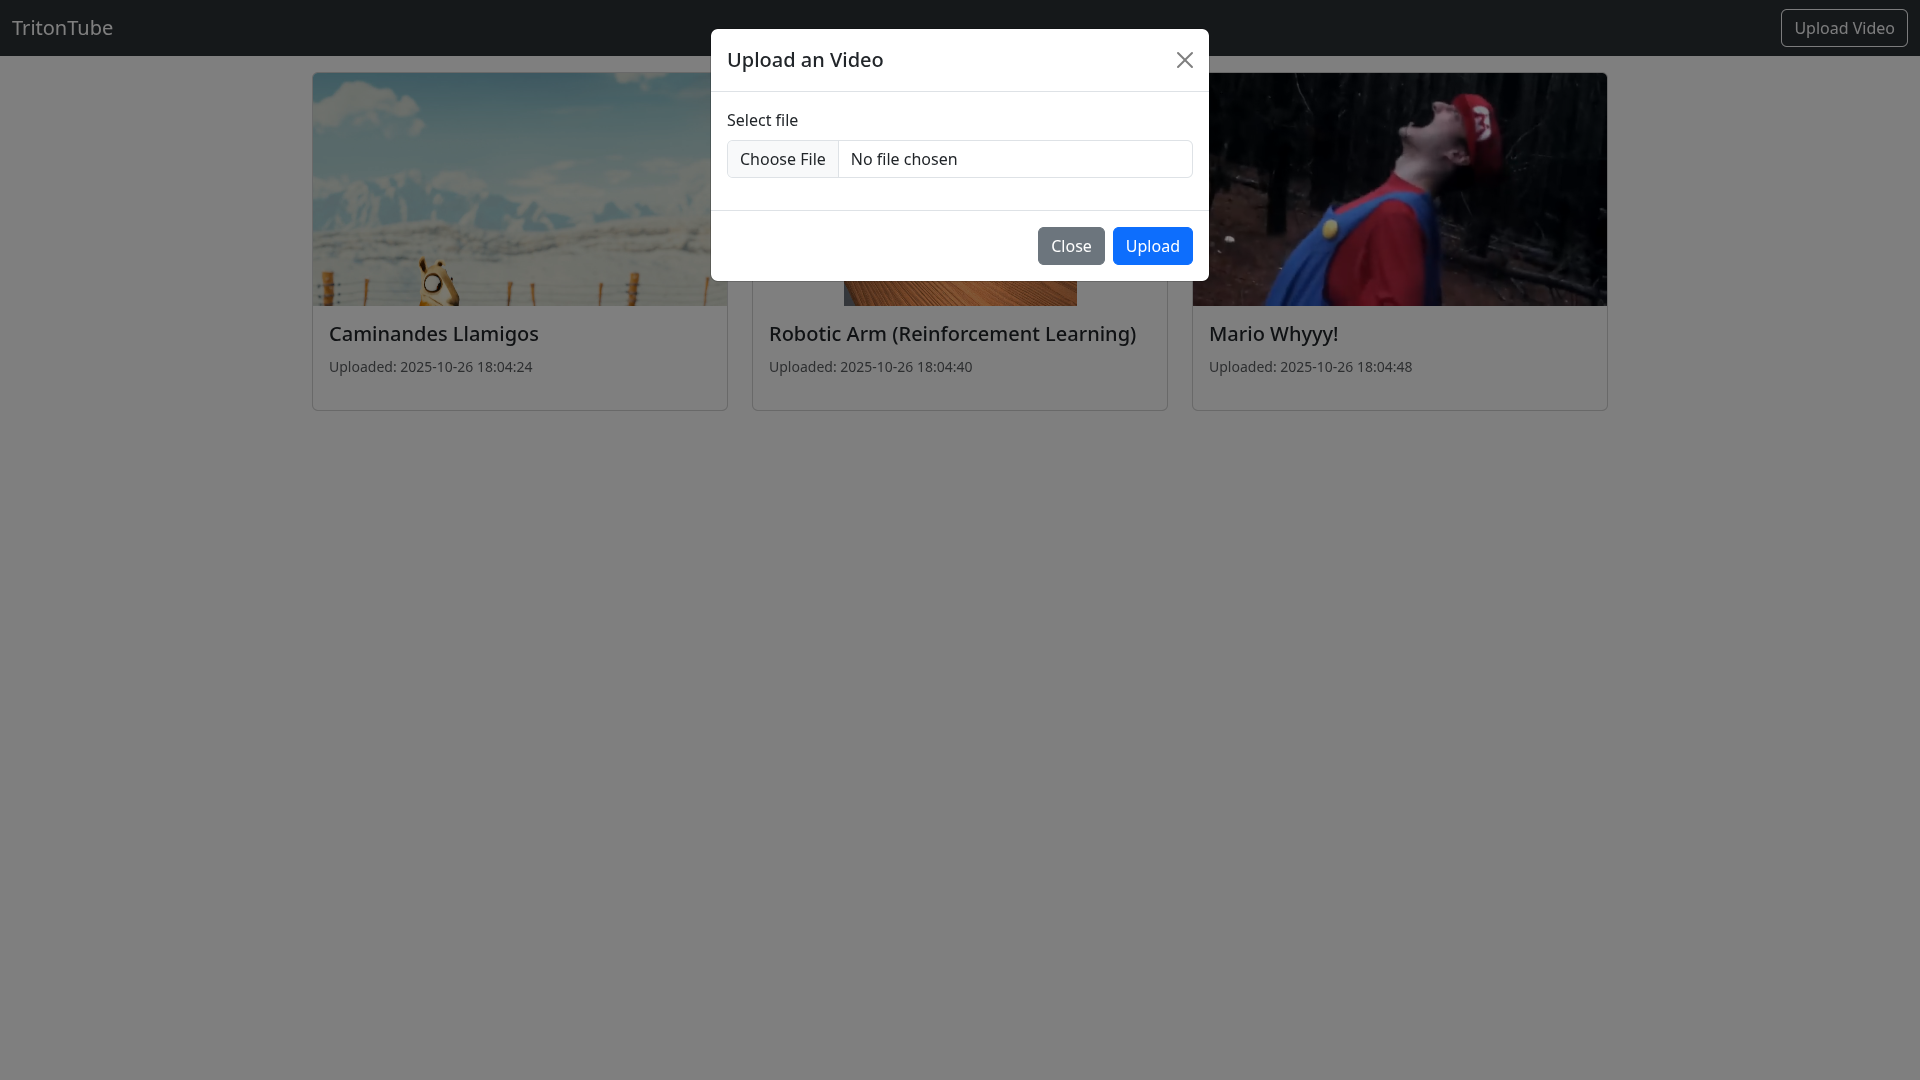 TritonTube
Upload Video
Upload an Video
Select file
Choose File No file chosen
Close Upload
Caminandes Llamigos
Uploaded: 2025-10-26 18:04:24
Robotic Arm (Reinforcement Learning)
Uploaded: 2025-10-26 18:04:40
Mario Whyyy!
Uploaded: 2025-10-26 18:04:48